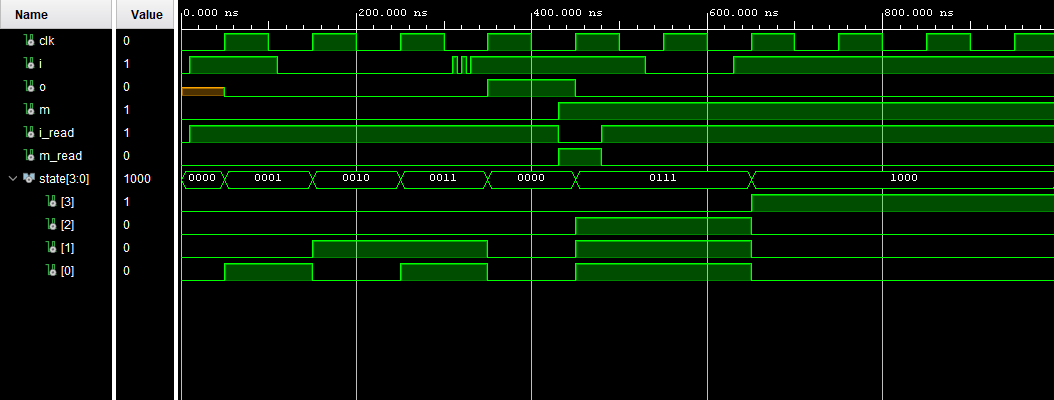 Name Value 0.000 ns 200.000 ns 400.000 ns 600.000 ns 800.000 ns
clk 0
i 1
o 0
m 1
i_read 1
m_read 0
state[3:0] 1000 0000 0001 0010 0011 0000 0111 1000
[3] 1
[2] 0
[1] 0
[0] 0